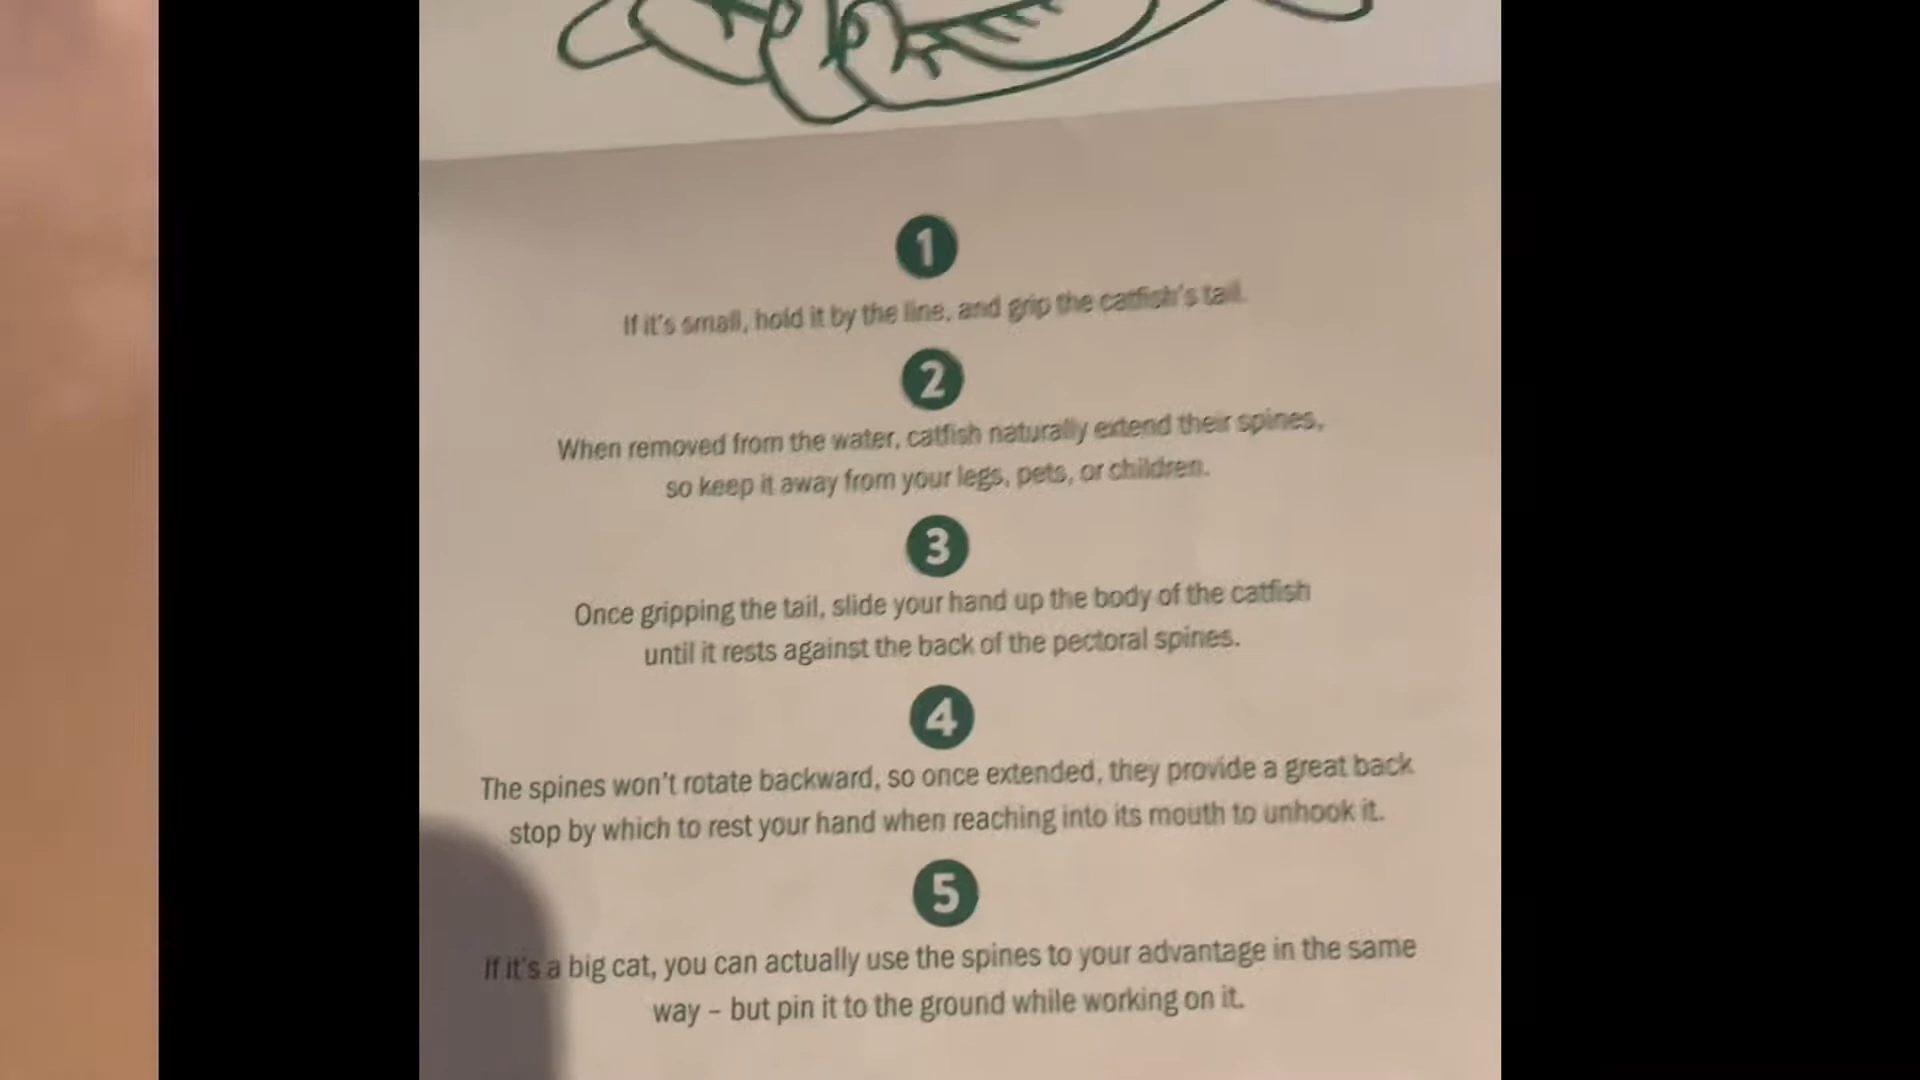 1
If it's small, hold it by the line, and grip the catfish's tail.
2
When removed from the water, catfish naturally extend their spines,
so keep it away from your legs, pets, or children.
3
Once gripping the tail, slide your hand up the body of the catfish
until it rests against the back of the pectoral spines.
4
The spines won't rotate backward, so once extended, they provide a great back
stop by which to rest your hand when reaching into its mouth to unhook it.
5
If it's a big cat, you can actually use the spines to your advantage in the same
way – but pin it to the ground while working on it.